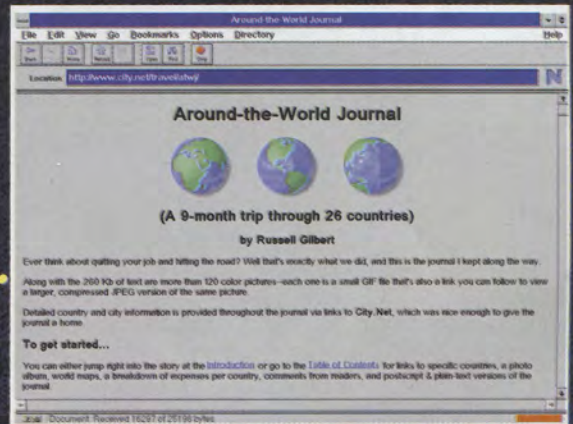 Around-the-World Journal
File Edit View Go Bookmarks Options Directory Help
Back Home Reload Open Find Stop
Location: http://www.city.net/travel/atwj/
N
Around-the-World Journal
(A 9-month trip through 26 countries)
by Russell Gilbert
Ever think about quitting your job and hitting the road? Well that's exactly what we did, and this is the journal I kept along the way.
Along with the 260 Kb of text are more than 120 color pictures--each one is a small GIF file that's also a link you can follow to view
a larger, compressed JPEG version of the same picture.
Detailed country and city information is provided throughout the journal via links to City.Net, which was nice enough to give the
journal a home.
To get started...
You can either jump right into the story at the Introduction or go to the Table of Contents for links to specific countries, a photo
album, world maps, a breakdown of expenses per country, comments from readers, and postscript & plain-text versions of the
journal.
Document: Received 16297 of 25198 bytes